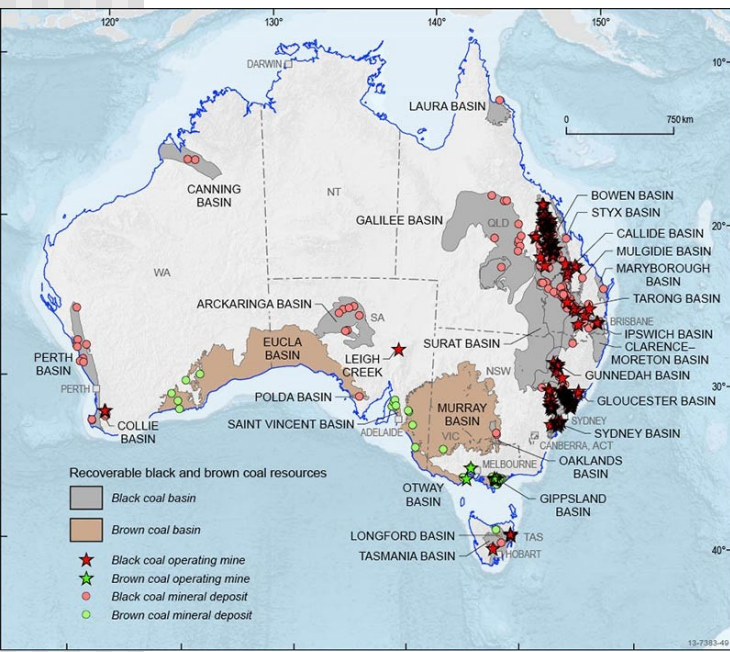 120°
130°
140°
150°
DARWIN
10°
LAURA BASIN
0
750 km
CANNING
BASIN
NT
BOWEN BASIN
STYX BASIN
GALILEE BASIN
QLD
20°
CALLIDE BASIN
MULGIDIE BASIN
WA
MARYBOROUGH
BASIN
ARCKARINGA BASIN
TARONG BASIN
SA
BRISBANE
EUCLA
BASIN
IPSWICH BASIN
SURAT BASIN
CLARENCE–
MORETON BASIN
LEIGH
CREEK
PERTH
BASIN
NSW
GUNNEDAH BASIN
PERTH
30°
POLDA BASIN
GLOUCESTER BASIN
MURRAY
BASIN
COLLIE
BASIN
SAINT VINCENT BASIN
SYDNEY
ADELAIDE
VIC
SYDNEY BASIN
CANBERRA, ACT
OAKLANDS
BASIN
MELBOURNE
Recoverable black and brown coal resources
Black coal basin
OTWAY
BASIN
GIPPSLAND
BASIN
Brown coal basin
LONGFORD BASIN
TAS
TASMANIA BASIN
HOBART
40°
Black coal operating mine
Brown coal operating mine
Black coal mineral deposit
Brown coal mineral deposit
13-7383-49